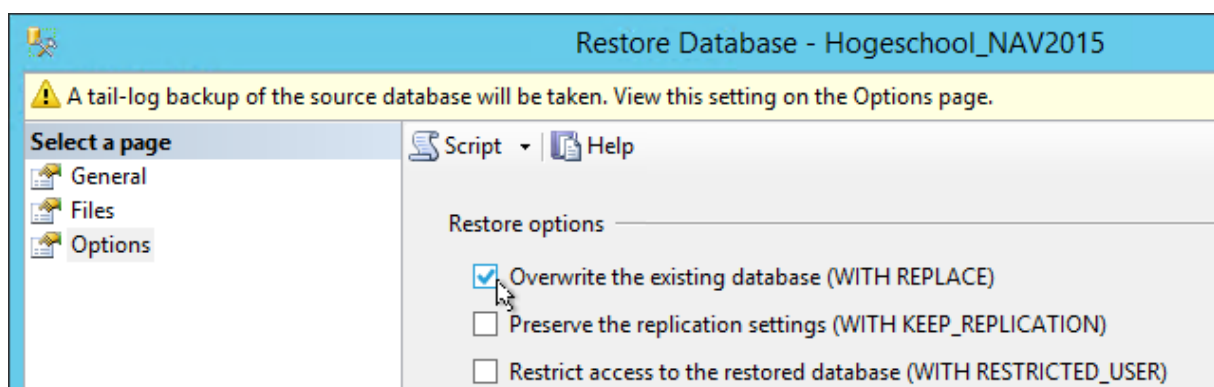 Restore Database - Hogeschool_NAV2015
A tail-log backup of the source database will be taken. View this setting on the Options page.
Select a page
General
Files
Options
Script
Help
Restore options
Overwrite the existing database (WITH REPLACE)
Preserve the replication settings (WITH KEEP_REPLICATION)
Restrict access to the restored database (WITH RESTRICTED_USER)